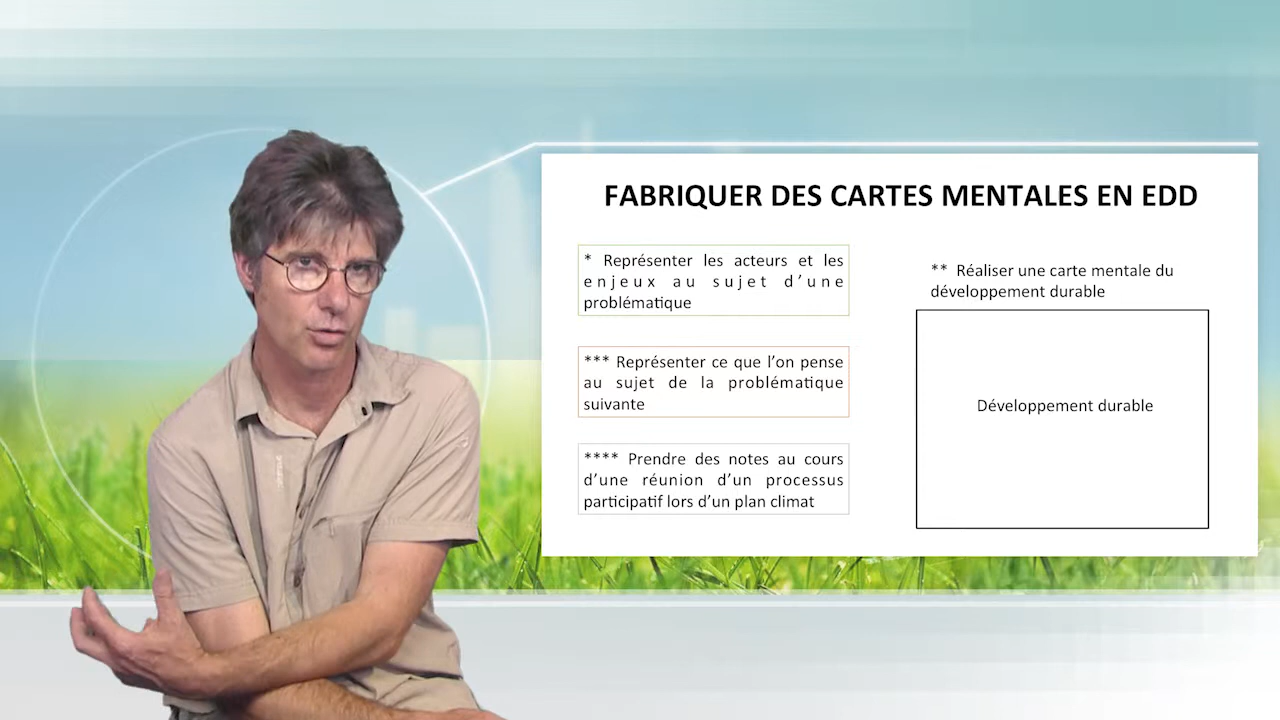 FABRIQUER DES CARTES MENTALES EN EDD
* Représenter les acteurs et les
enjeux au sujet d'une
problématique
*** Représenter ce que l'on pense
au sujet de la problématique
suivante
**** Prendre des notes au cours
d'une réunion d'un processus
participatif lors d'un plan climat
** Réaliser une carte mentale du
développement durable
Développement durable